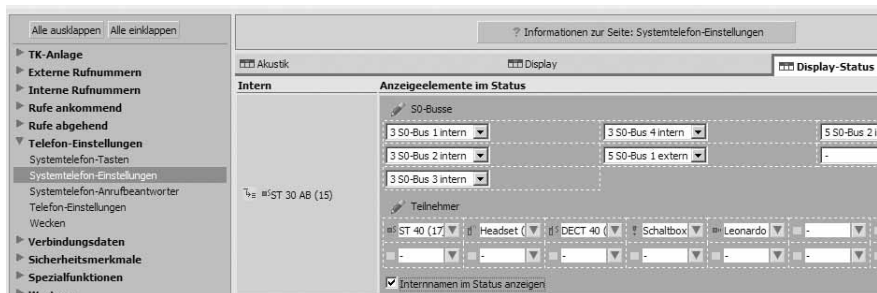 Alle ausklappen Alle einklappen
TK-Anlage
Externe Rufnummern
Interne Rufnummern
Rufe ankommend
Rufe abgehend
Telefon-Einstellungen
Systemtelefon-Tasten
Systemtelefon-Einstellungen
Systemtelefon-Anrufbeantworter
Telefon-Einstellungen
Wecken
Verbindungsdaten
Sicherheitsmerkmale
Spezialfunktionen
? Informationen zur Seite: Systemtelefon-Einstellungen
Akustik Display Display-Status
Intern Anzeigeelemente im Status
S0-Busse
3 S0-Bus 1 intern 3 S0-Bus 4 intern 5 S0-Bus 2 i
3 S0-Bus 2 intern 5 S0-Bus 1 extern -
3 S0-Bus 3 intern
ST 30 AB (15)
Teilnehmer
ST 40 (17) Headset ( DECT 40 ( Schaltbox Leonardo -
- - - - - -
Internnamen im Status anzeigen